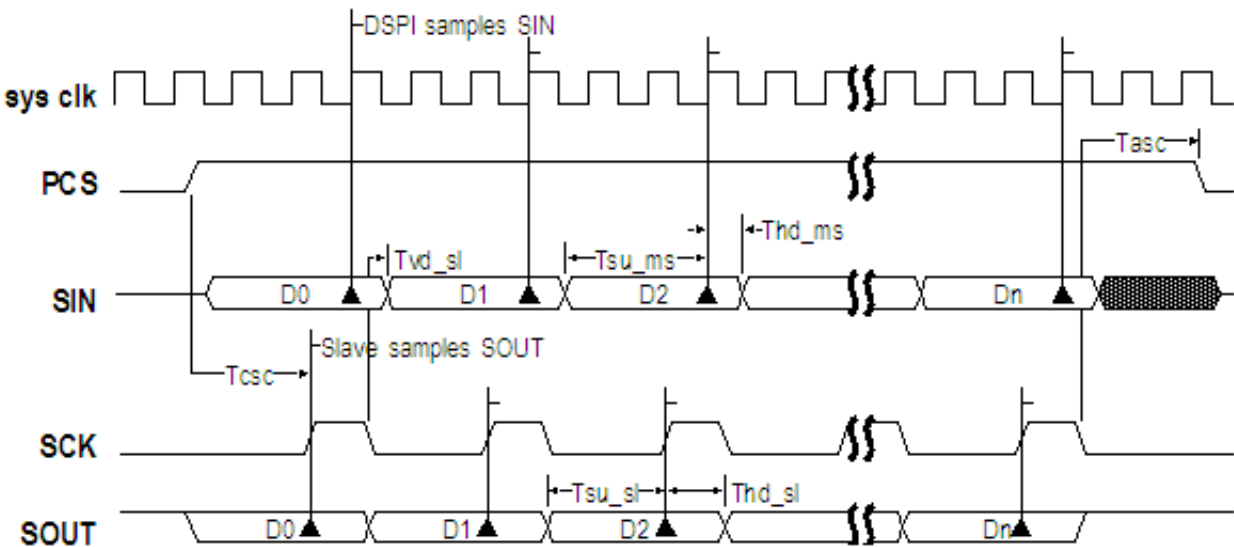 DSPI samples SIN
sys clk
Tasc
PCS
Thd_ms
Tvd_sl
Tsu_ms
SIN
D0
D1
D2
Dn
Slave samples SOUT
Tcsc
SCK
Tsu_sl
Thd_sl
SOUT
D0
D1
D2
Dn